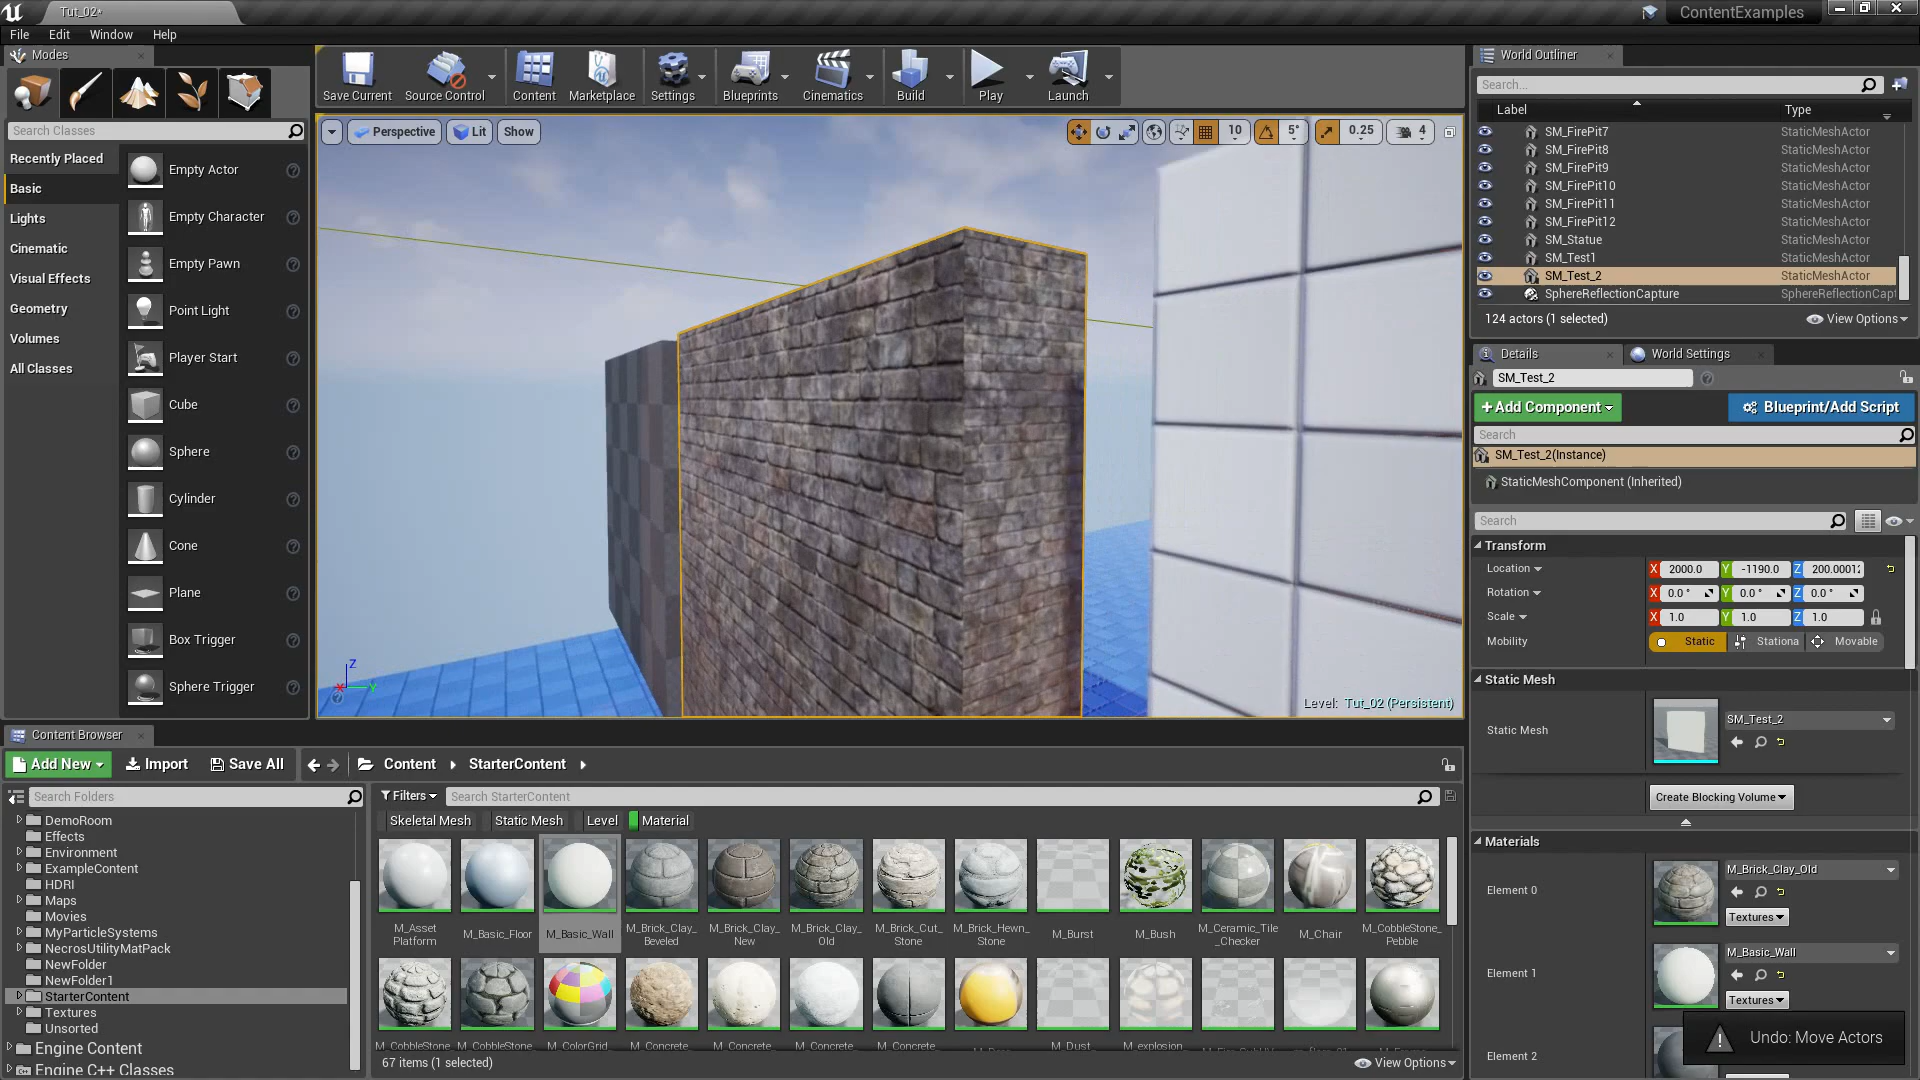 Tut_02*
ContentExamples
File Edit Window Help
Modes
Search Classes
Recently Placed
Basic
Lights
Cinematic
Visual Effects
Geometry
Volumes
All Classes
Empty Actor
Empty Character
Empty Pawn
Point Light
Player Start
Cube
Sphere
Cylinder
Cone
Plane
Box Trigger
Sphere Trigger
Save Current Source Control Content Marketplace Settings Blueprints Cinematics Build Play Launch
Perspective Lit Show 10 5° 0.25 4
Z
X Y
Level: Tut_02 (Persistent)
World Outliner
Search...
Label Type
SM_FirePit7 StaticMeshActor
SM_FirePit8 StaticMeshActor
SM_FirePit9 StaticMeshActor
SM_FirePit10 StaticMeshActor
SM_FirePit11 StaticMeshActor
SM_FirePit12 StaticMeshActor
SM_Statue StaticMeshActor
SM_Test1 StaticMeshActor
SM_Test_2 StaticMeshActor
SphereReflectionCapture SphereReflectionCapt
124 actors (1 selected) View Options
Details World Settings
SM_Test_2
+Add Component Blueprint/Add Script
Search
SM_Test_2(Instance)
StaticMeshComponent (Inherited)
Search
Transform
Location X 2000.0 Y -1190.0 Z 200.00012
Rotation X 0.0 ° Y 0.0 ° Z 0.0 °
Scale X 1.0 Y 1.0 Z 1.0
Mobility Static Stationa Movable
Static Mesh
Static Mesh SM_Test_2
Create Blocking Volume
Materials
Element 0 M_Brick_Clay_Old
Textures
Element 1 M_Basic_Wall
Textures
Element 2
Undo: Move Actors
Content Browser
Add New Import Save All Content StarterContent
Search Folders
DemoRoom
Effects
Environment
ExampleContent
HDRI
Maps
Movies
MyParticleSystems
NecrosUtilityMatPack
NewFolder
NewFolder1
StarterContent
Textures
Unsorted
Engine Content
Engine C++ Classes
Filters Search StarterContent
Skeletal Mesh Static Mesh Level Material
M_Asset Platform
M_Basic_Floor
M_Basic_Wall
M_Brick_Clay_ Beveled
M_Brick_Clay_ New
M_Brick_Clay_ Old
M_Brick_Cut_ Stone
M_Brick_Hewn_ Stone
M_Burst
M_Bush
M_Ceramic_Tile _Checker
M_Chair
M_CobbleStone_ Pebble
M_CobbleStone_ M_CobbleStone M_ColorGrid M_Concrete M_Concrete M_Concrete M_Concrete M_Dust M_explosion
67 items (1 selected) View Options